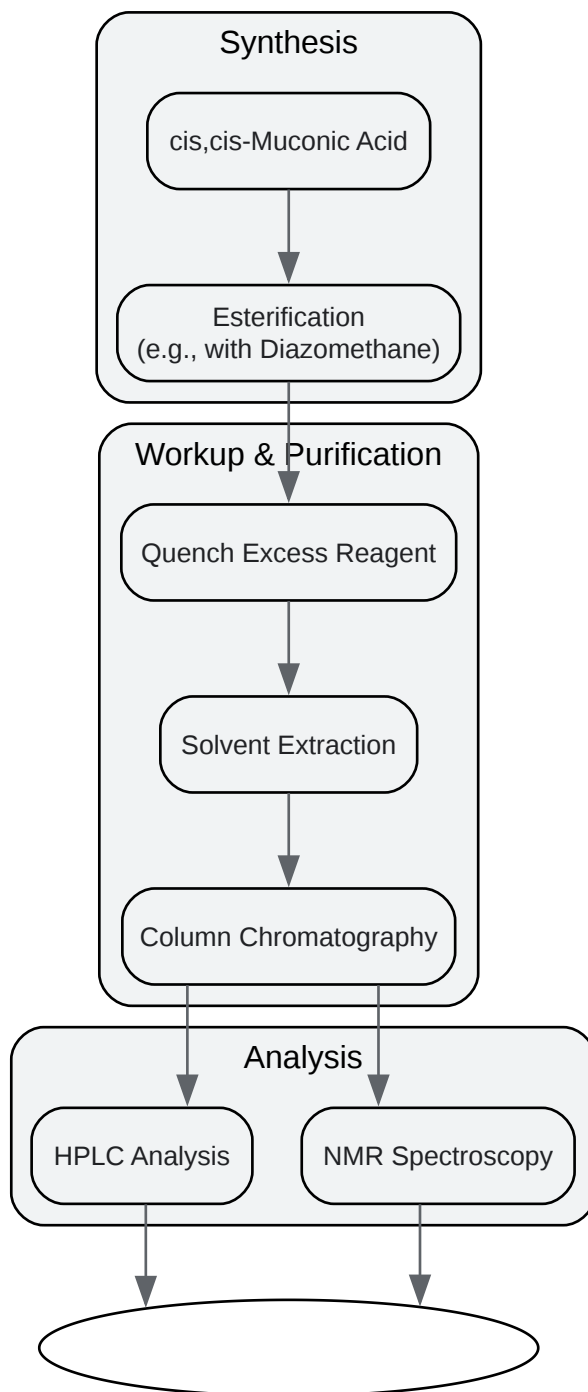 Synthesis
cis,cis-Muconic Acid
Esterification
(e.g., with Diazomethane)
Workup & Purification
Quench Excess Reagent
Solvent Extraction
Column Chromatography
Analysis
HPLC Analysis
NMR Spectroscopy